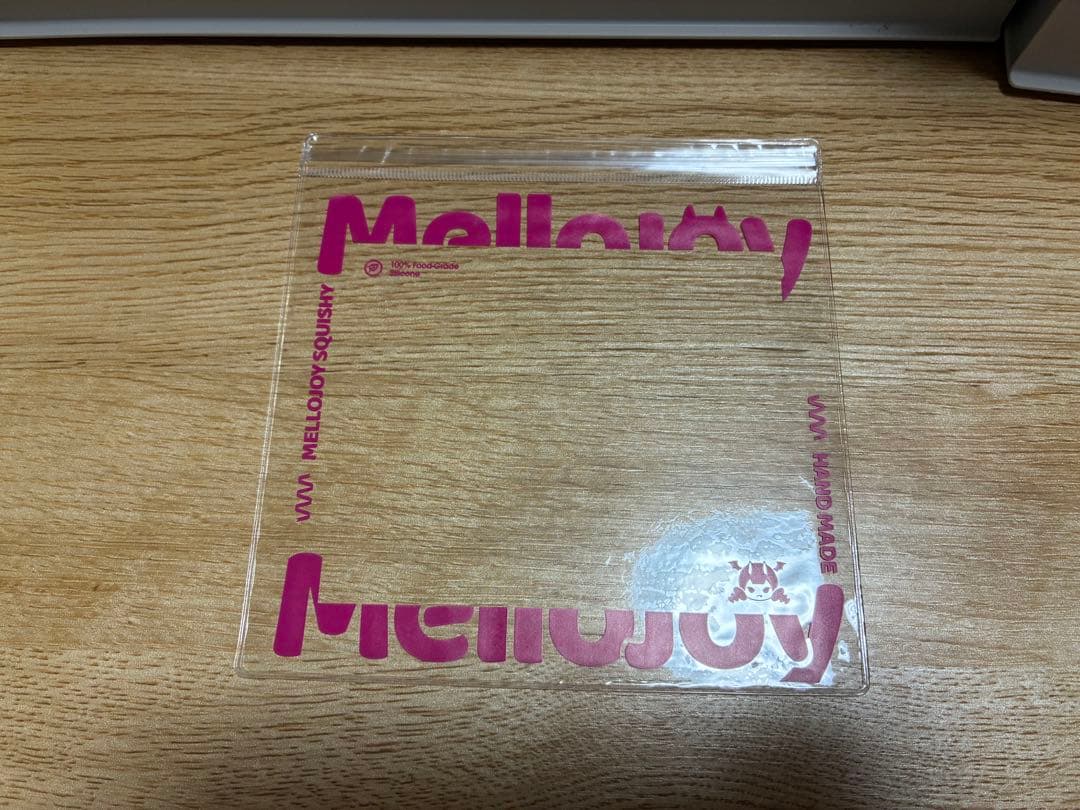 Mellojoy
100% Food-Grade
Silicone
MELLOJOY SQUISHY
HAND MADE
Mellojoy